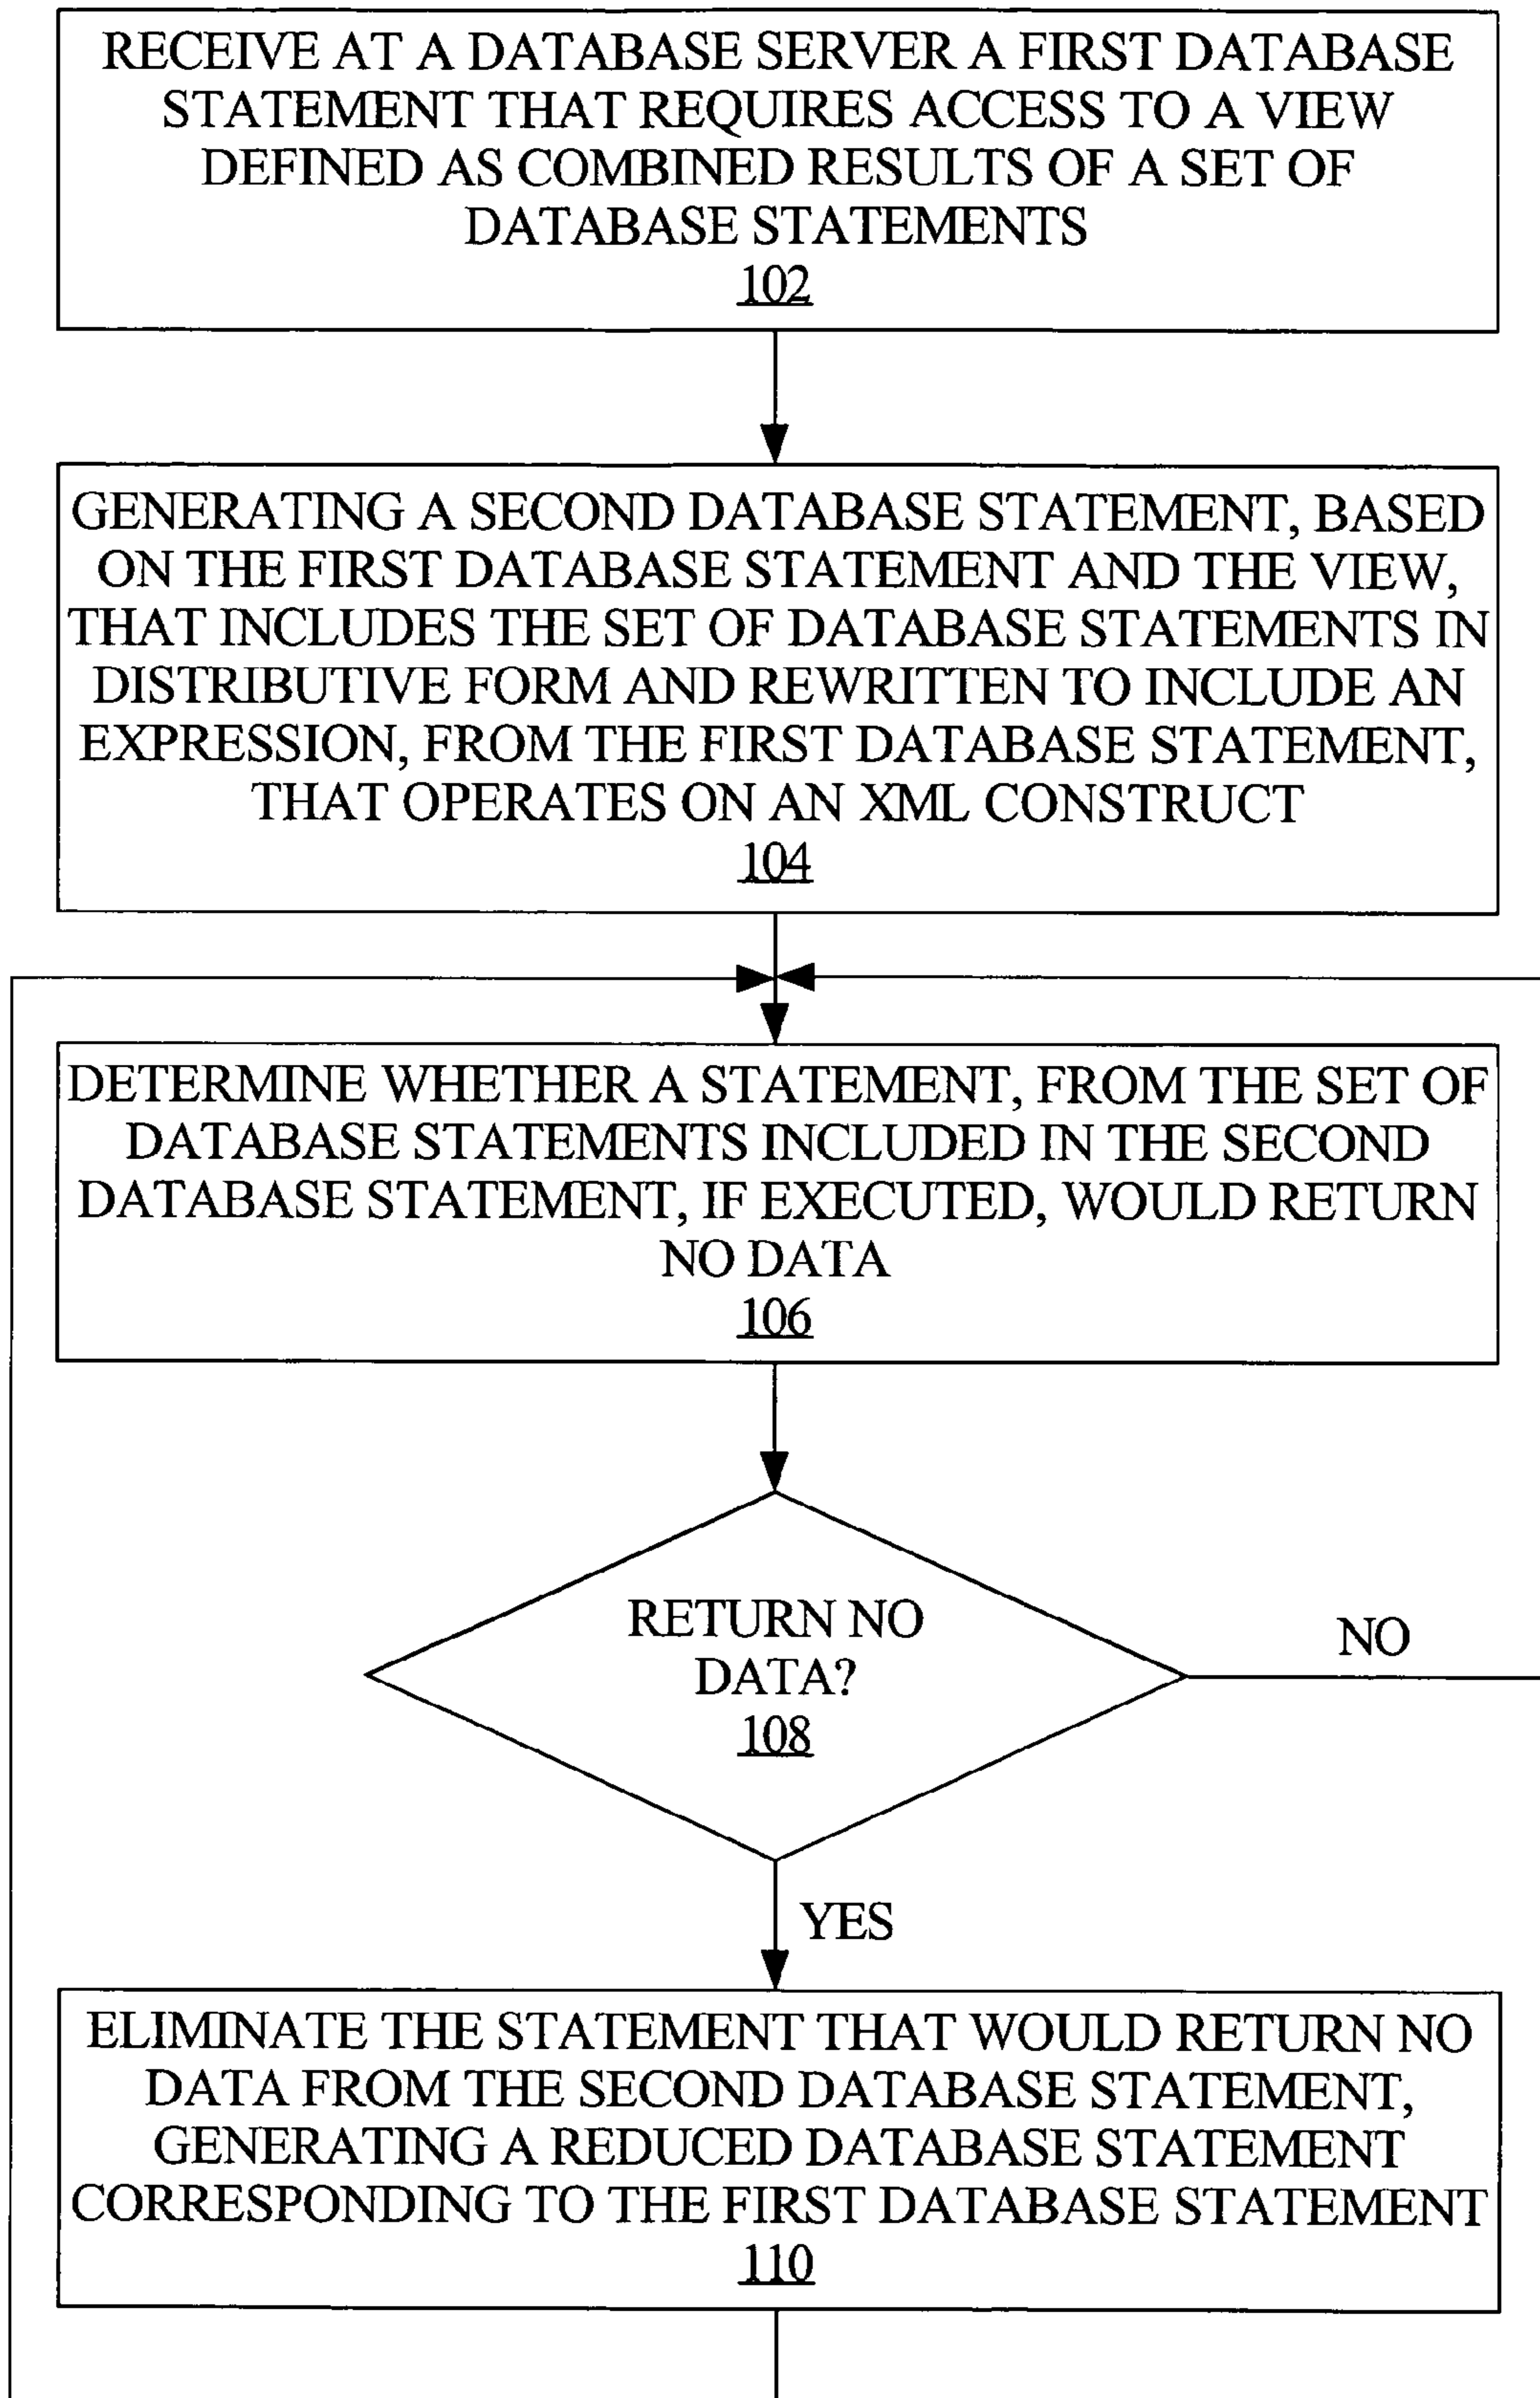 RECEIVE AT A DATABASE SERVER A FIRST DATABASE
STATEMENT THAT REQUIRES ACCESS TO A VIEW
DEFINED AS COMBINED RESULTS OF A SET OF
DATABASE STATEMENTS
102
GENERATING A SECOND DATABASE STATEMENT, BASED
ON THE FIRST DATABASE STATEMENT AND THE VIEW,
THAT INCLUDES THE SET OF DATABASE STATEMENTS IN
DISTRIBUTIVE FORM AND REWRITTEN TO INCLUDE AN
EXPRESSION, FROM THE FIRST DATABASE STATEMENT,
THAT OPERATES ON AN XML CONSTRUCT
104
DETERMINE WHETHER A STATEMENT, FROM THE SET OF
DATABASE STATEMENTS INCLUDED IN THE SECOND
DATABASE STATEMENT, IF EXECUTED, WOULD RETURN
NO DATA
106
RETURN NO
DATA?
108
NO
YES
ELIMINATE THE STATEMENT THAT WOULD RETURN NO
DATA FROM THE SECOND DATABASE STATEMENT,
GENERATING A REDUCED DATABASE STATEMENT
CORRESPONDING TO THE FIRST DATABASE STATEMENT
110